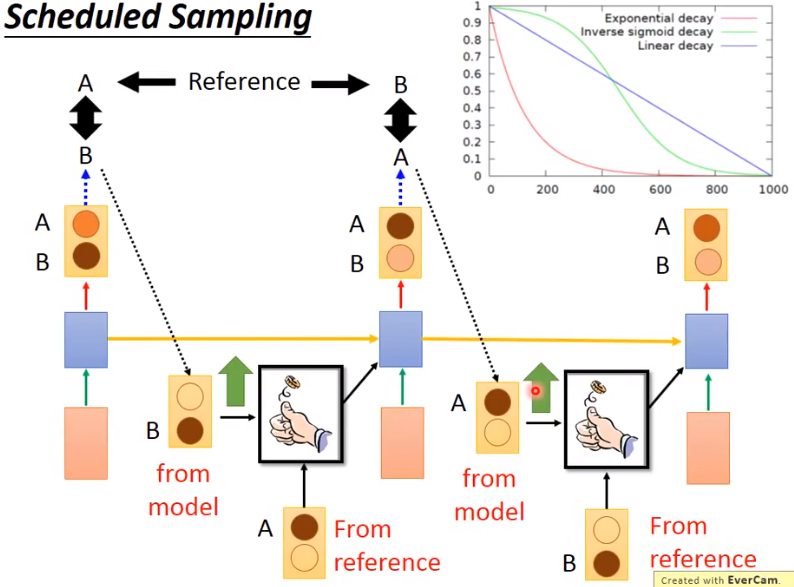 Scheduled Sampling
A
Reference
B
B
A
A
B
A
B
A
B
B
from
model
A
From
reference
A
from
model
B
From
reference
1
0.9
0.8
0.7
0.6
0.5
0.4
0.3
0.2
0.1
0
0
200
400
600
800
1000
Exponential decay
Inverse sigmoid decay
Linear decay
Created with EverCam.